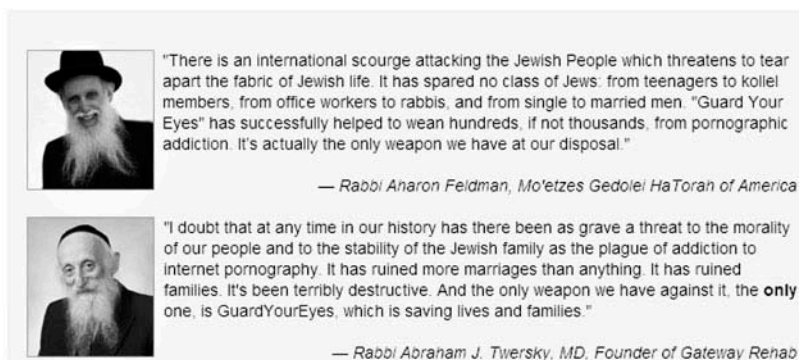 "There is an international scourge attacking the Jewish People which threatens to tear
apart the fabric of Jewish life. It has spared no class of Jews: from teenagers to kollel
members, from office workers to rabbis, and from single to married men. "Guard Your
Eyes" has successfully helped to wean hundreds, if not thousands, from pornographic
addiction. It's actually the only weapon we have at our disposal."
— Rabbi Aharon Feldman, Mo'etzes Gedolei HaTorah of America
"I doubt that at any time in our history has there been as grave a threat to the morality
of our people and to the stability of the Jewish family as the plague of addiction to
internet pornography. It has ruined more marriages than anything. It has ruined
families. It's been terribly destructive. And the only weapon we have against it, the only
one, is GuardYourEyes, which is saving lives and families."
— Rabbi Abraham J. Twersky, MD, Founder of Gateway Rehab